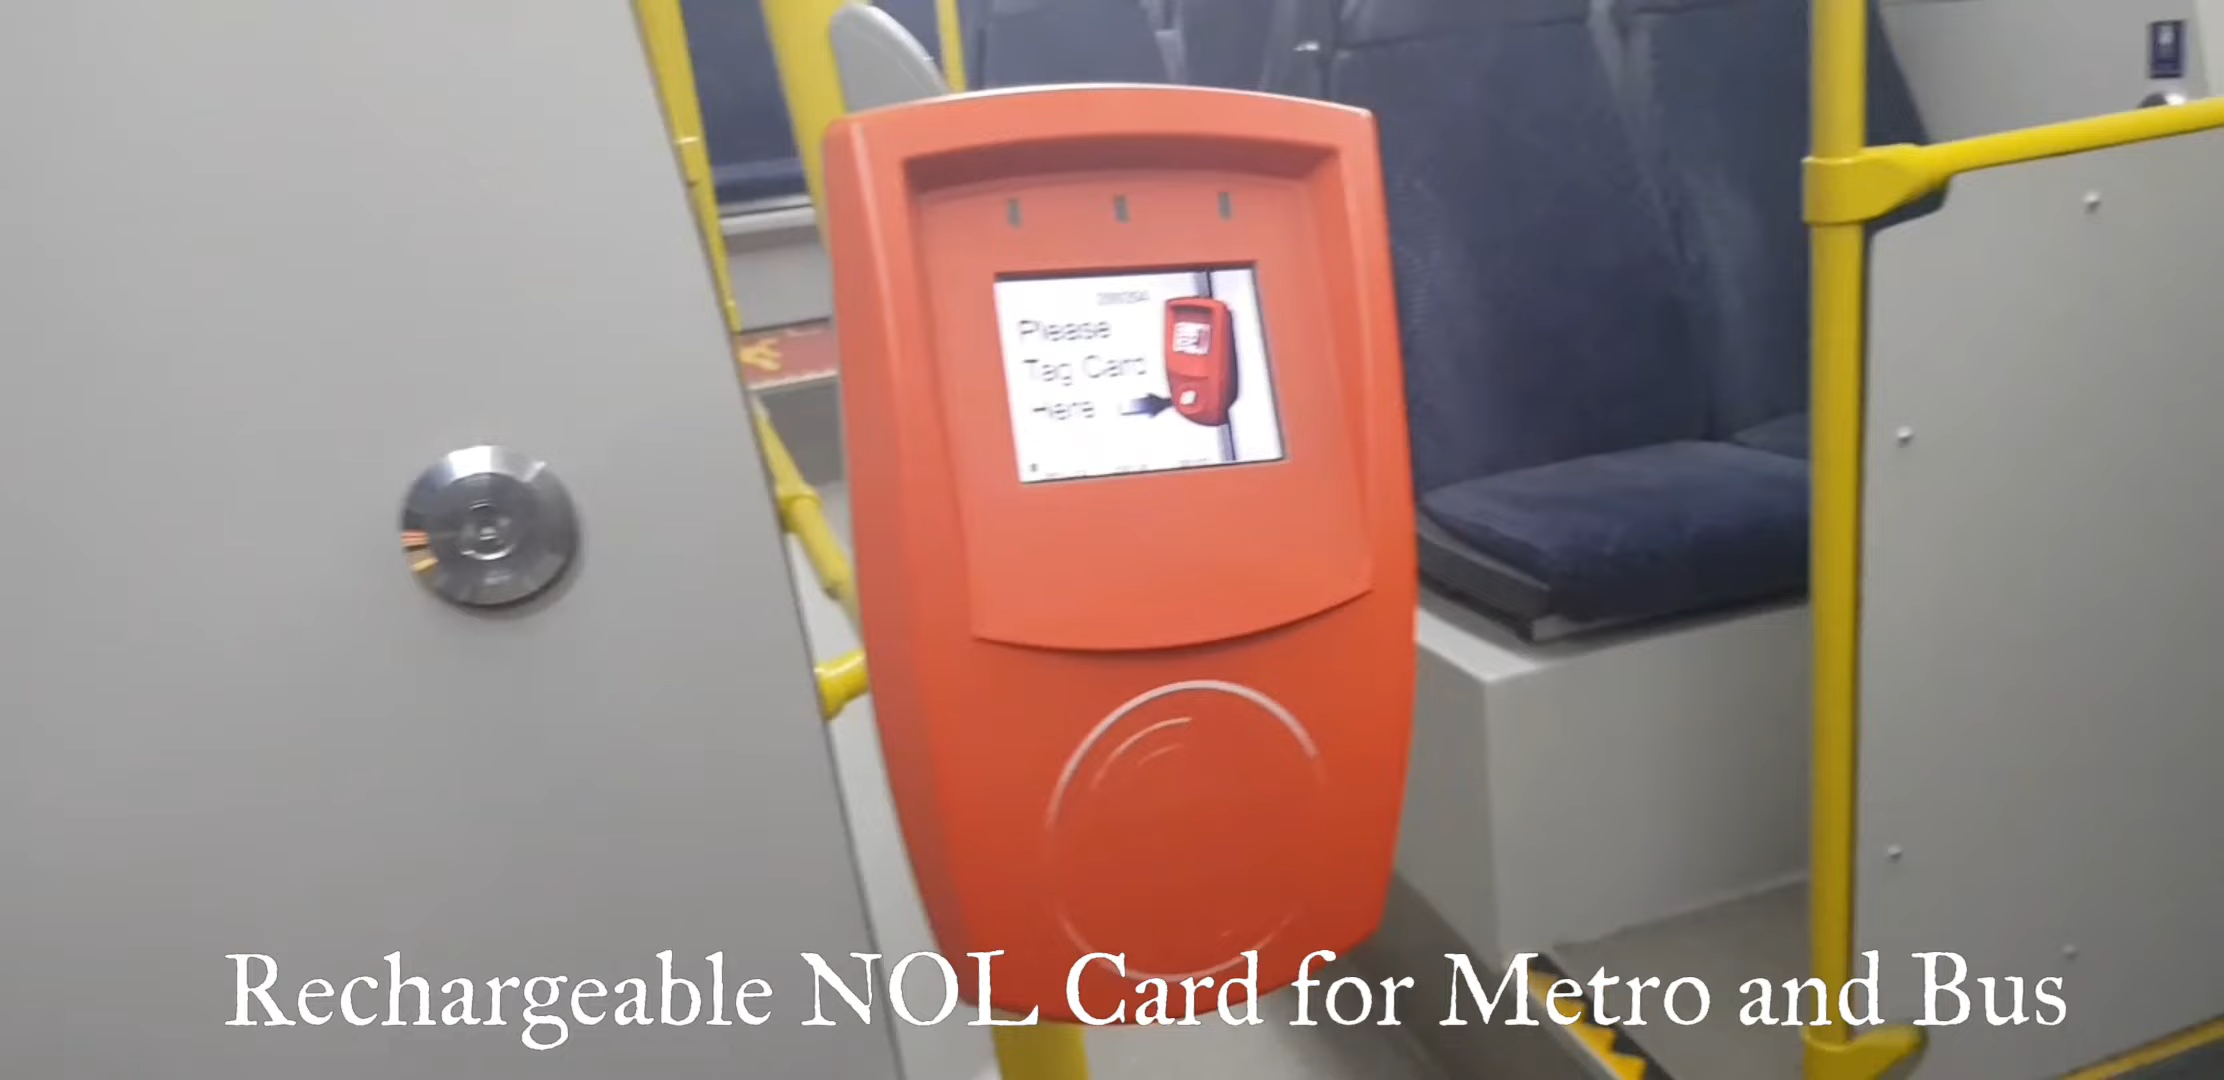 Please
Tag Card
Here
Rechargeable NOL Card for Metro and Bus